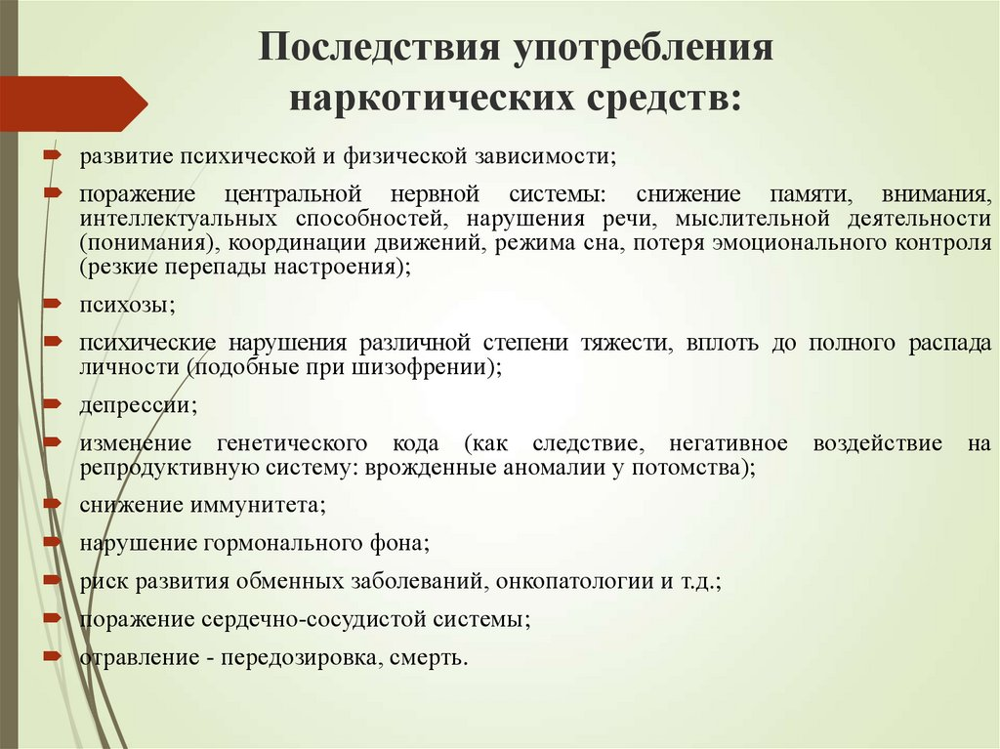 Последствия употребления
наркотических средств:
развитие психической и физической зависимости;
поражение центральной нервной системы: снижение памяти, внимания,
интеллектуальных способностей, нарушения речи, мыслительной деятельности
(понимания), координации движений, режима сна, потеря эмоционального контроля
(резкие перепады настроения);
психозы;
психические нарушения различной степени тяжести, вплоть до полного распада
личности (подобные при шизофрении);
депрессии;
изменение генетического кода (как следствие, негативное воздействие на
репродуктивную систему: врожденные аномалии у потомства);
снижение иммунитета;
нарушение гормонального фона;
риск развития обменных заболеваний, онкопатологии и т.д.;
поражение сердечно-сосудистой системы;
отравление - передозировка, смерть.